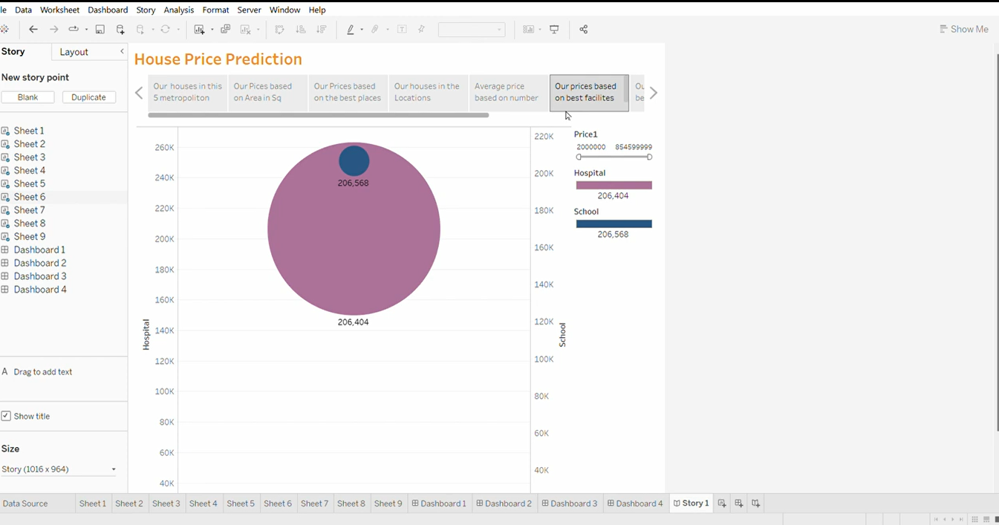 le Data Worksheet Dashboard Story Analysis Format Server Window Help
Show Me
Story
Layout
New story point
Blank
Duplicate
Sheet 1
Sheet 2
Sheet 3
Sheet 4
Sheet 5
Sheet 6
Sheet 7
Sheet 8
Sheet 9
Dashboard 1
Dashboard 2
Dashboard 3
Dashboard 4
A Drag to add text
Show title
Size
Story (1016 x 964)
House Price Prediction
Our houses in this
5 metropoliton
Our Pices based
on Area in Sq
Our Prices based
on the best places
Our houses in the
Locations
Average price
based on number
Our prices based
on best facilites
Ou
be
260K
240K
220K
200K
180K
160K
140K
120K
100K
80K
60K
40K
Hospital
206,568
206,404
220K
200K
180K
160K
140K
120K
100K
80K
60K
40K
School
Price1
2000000 854599999
Hospital
206,404
School
206,568
Data Source Sheet 1 Sheet 2 Sheet 3 Sheet 4 Sheet 5 Sheet 6 Sheet 7 Sheet 8 Sheet 9 Dashboard 1 Dashboard 2 Dashboard 3 Dashboard 4 Story 1